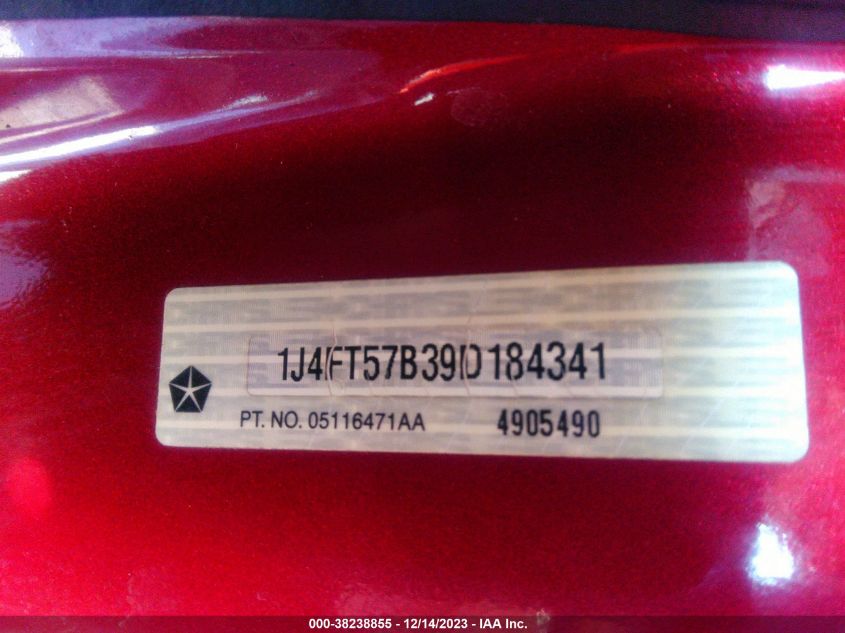 1J4FT57B39D184341
PT. NO. 05116471AA 4905490
000-38238855 - 12/14/2023 - IAA Inc.